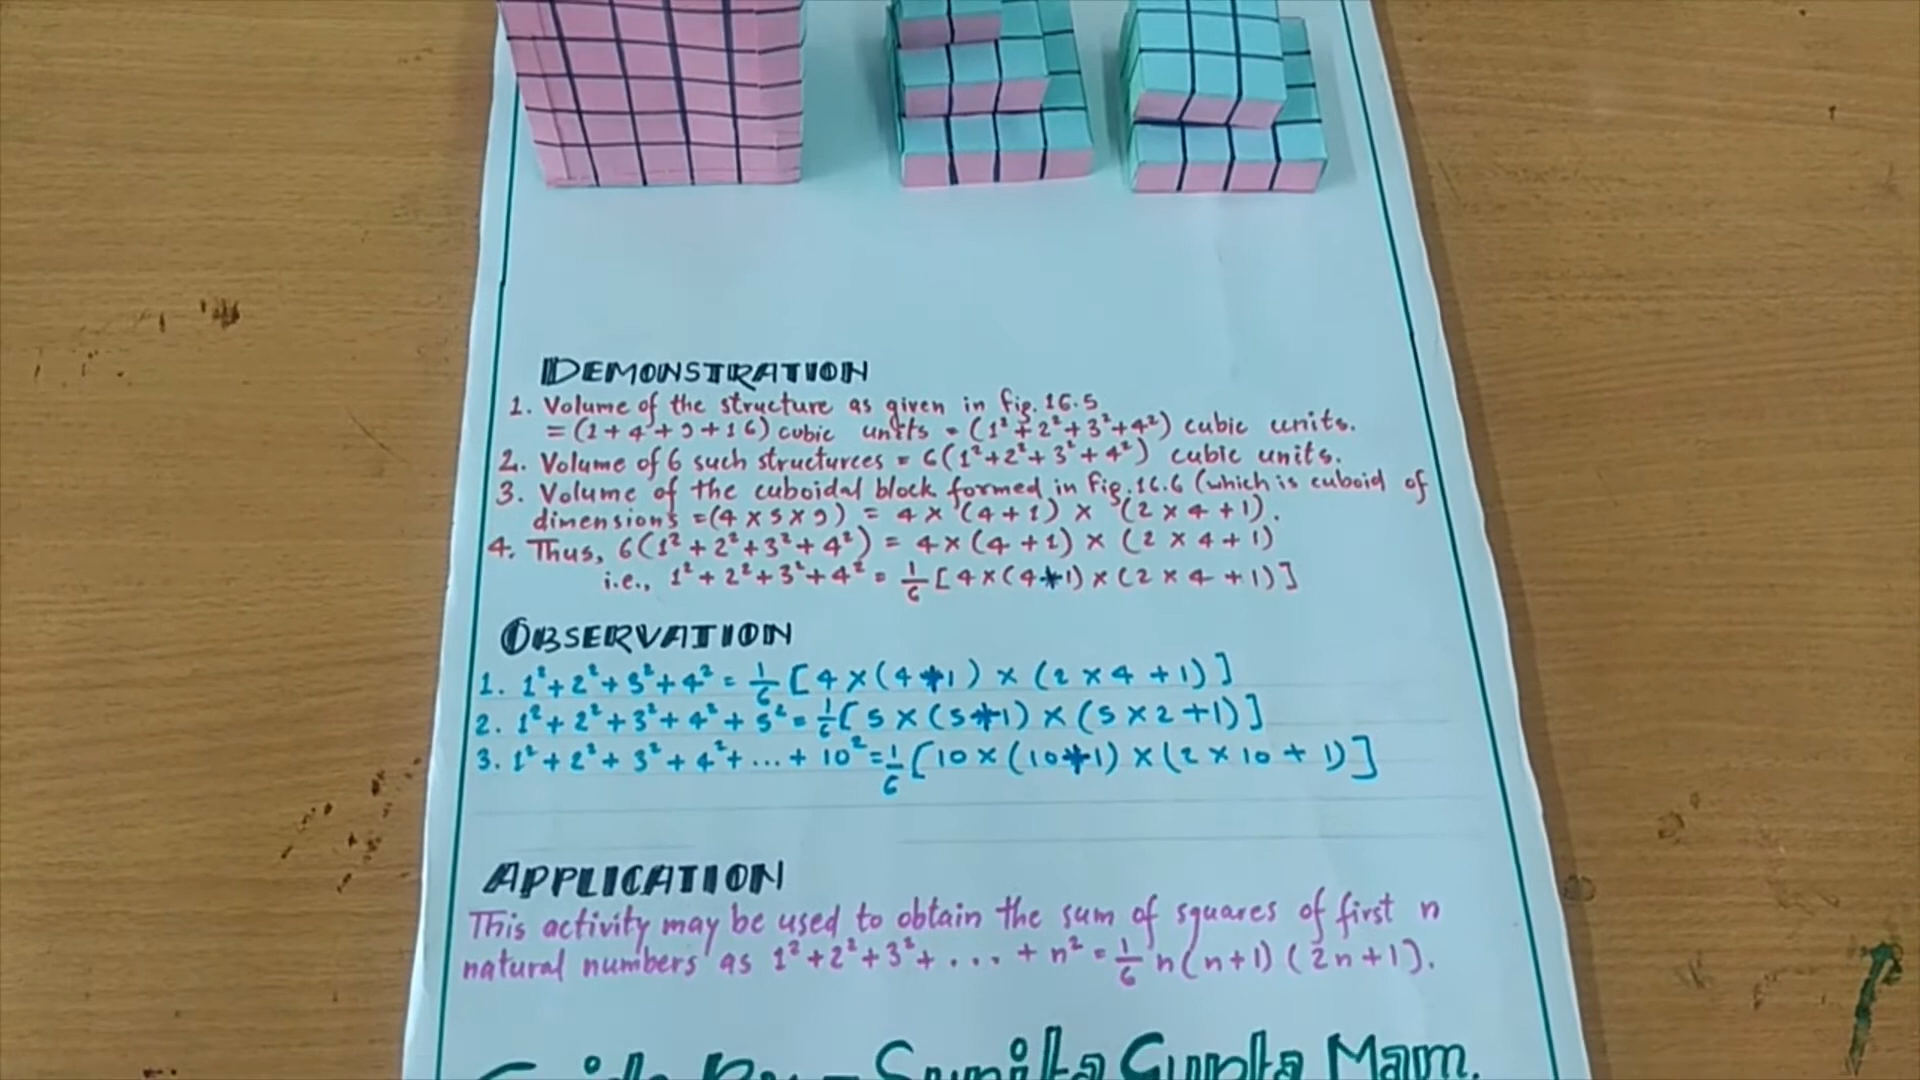 DEMONSTRATION
1. Volume of the structure as given in fig. 16.5
= (1+4+9+16) cubic units = (1²+2²+3²+4²) cubic units.
2. Volume of 6 such structurees = 6(1²+2²+3²+4²) cubic units.
3. Volume of the cuboidal block formed in Fig. 16.6 (which is cuboid of
dimensions = (4 x 5 x 9) = 4 x (4+1) x (2 x 4 + 1).
4. Thus, 6(1² + 2² + 3² + 4²) = 4 x (4 + 1) x (2 x 4 + 1)
i.e., 1² + 2² + 3² + 4² = 1/6 [4 x (4+1) x (2 x 4 + 1)]
OBSERVATION
1. 1² + 2² + 3² + 4² = 1/6 [4 x (4+1) x (2 x 4 + 1)]
2. 1² + 2² + 3² + 4² + 5² = 1/6 [5 x (5+1) x (5 x 2 + 1)]
3. 1² + 2² + 3² + 4² + ... + 10² = 1/6 [10 x (10+1) x (2 x 10 + 1)]
APPLICATION
This activity may be used to obtain the sum of squares of first n
natural numbers as 1² + 2² + 3² + . . . + n² = 1/6 n(n+1) (2n+1).
Guide By - Sunita Gupta Mam.